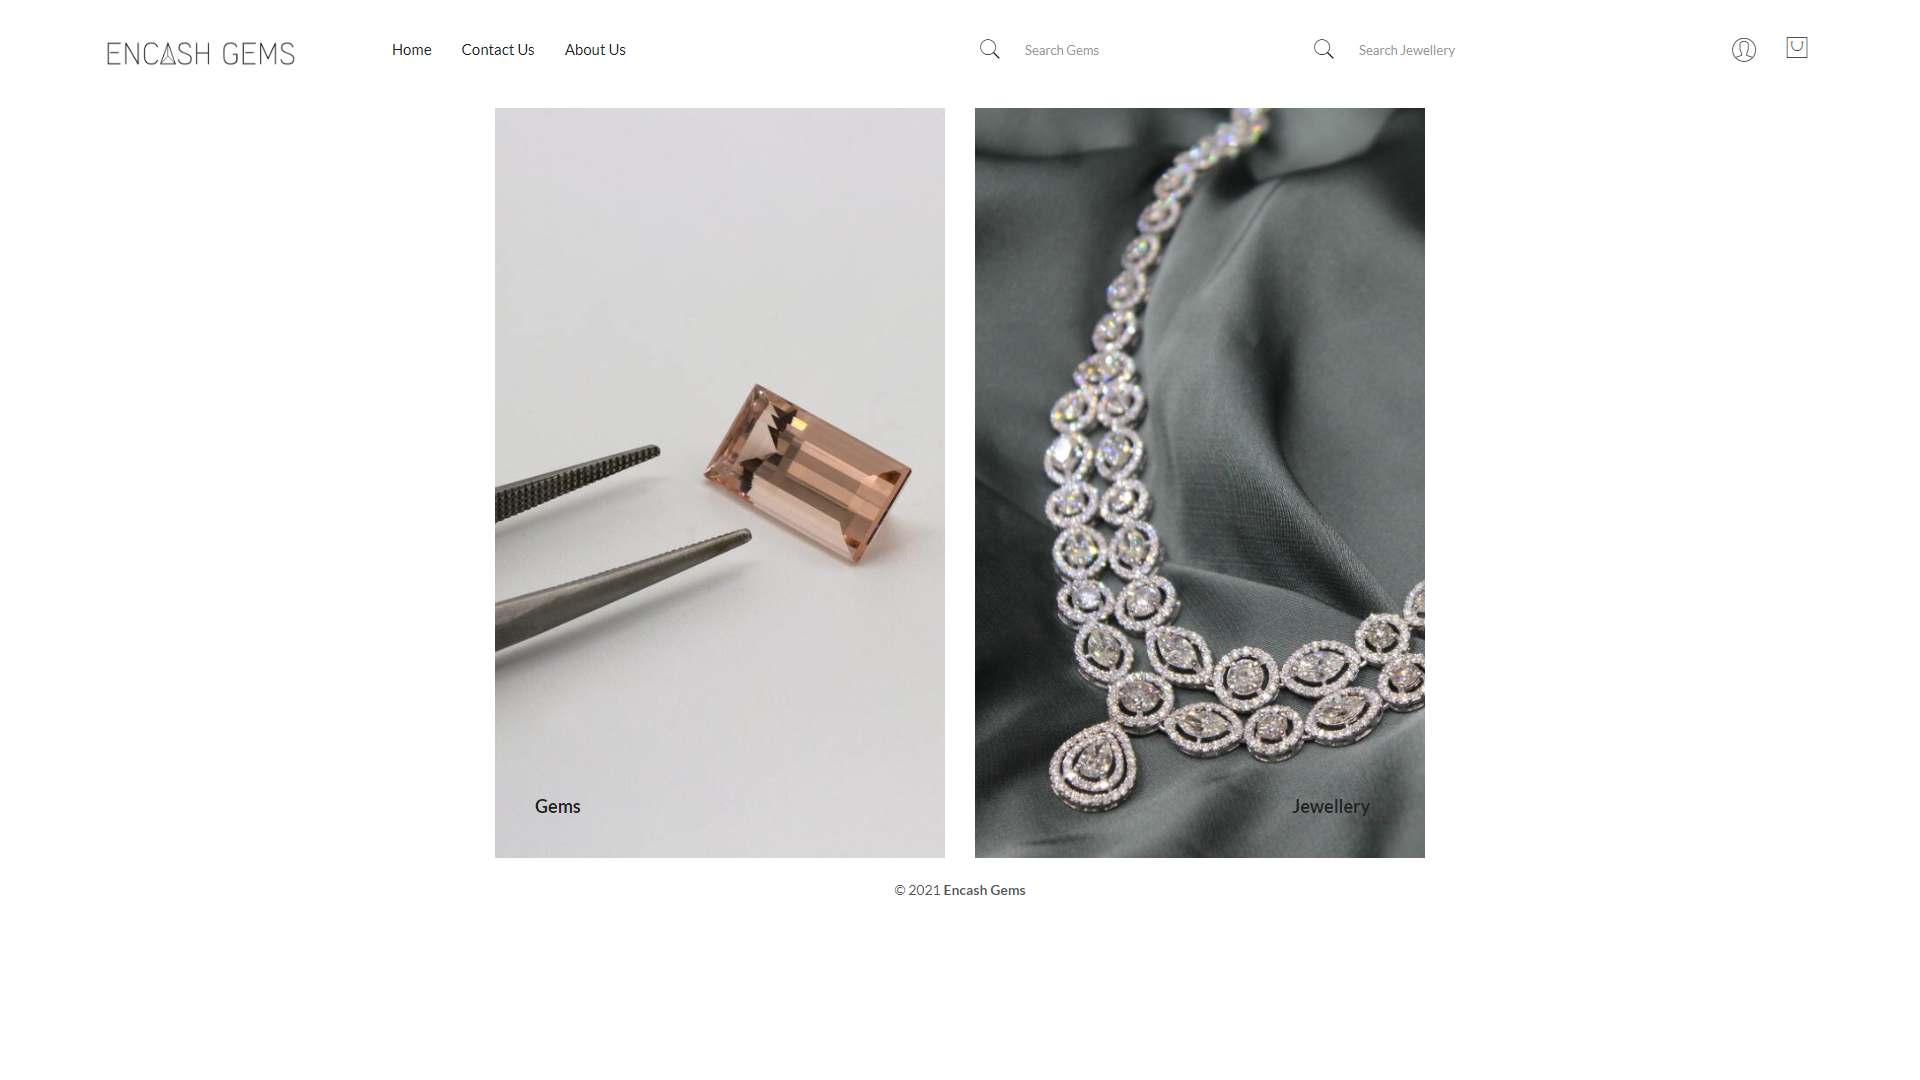 ENCASH GEMS
Home
Contact Us
About Us
Search Gems
Search Jewellery
Gems
Jewellery
© 2021 Encash Gems